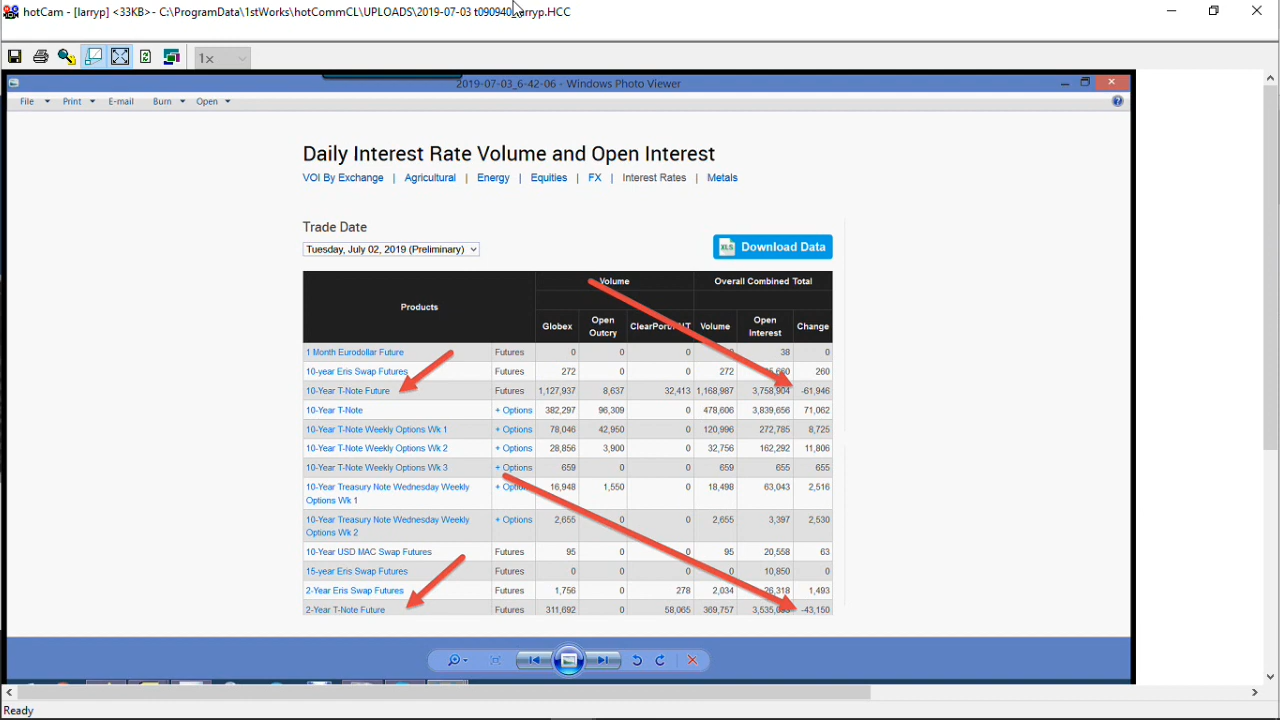 hotCam - [larryp] <33KB>- C:\ProgramData\1stWorks\hotCommCL\UPLOADS\2019-07-03 t090940 larryp.HCC
1x
2019-07-03_6-42-06 - Windows Photo Viewer
File Print E-mail Burn Open
Daily Interest Rate Volume and Open Interest
VOI By Exchange | Agricultural | Energy | Equities | FX | Interest Rates | Metals
Trade Date
Tuesday, July 02, 2019 (Preliminary)
XLS Download Data
Products Volume Overall Combined Total
Globex Open Outcry Volume Open Interest Change
1 Month Eurodollar Future Futures 0 0 0 0 38 0
10-year Eris Swap Futures Futures 272 0 0 272 260
10-Year T-Note Future Futures 1,127,937 8,637 32,413 1,168,987 3,758,904 -61,946
10-Year T-Note + Options 382,297 96,309 0 478,606 3,839,656 71,062
10-Year T-Note Weekly Options Wk 1 + Options 78,046 42,950 0 120,996 272,785 8,725
10-Year T-Note Weekly Options Wk 2 + Options 28,856 3,900 0 32,756 162,292 11,806
10-Year T-Note Weekly Options Wk 3 + Options 659 0 0 659 655 655
10-Year Treasury Note Wednesday Weekly Options Wk 1 + Options 16,948 1,550 0 18,498 63,043 2,516
10-Year Treasury Note Wednesday Weekly Options Wk 2 + Options 2,655 0 0 2,655 3,397 2,530
10-Year USD MAC Swap Futures Futures 95 0 0 95 20,558 63
15-year Eris Swap Futures Futures 0 0 0 0 10,850 0
2-Year Eris Swap Futures Futures 1,756 0 278 2,034 26,318 1,493
2-Year T-Note Future Futures 311,692 0 58,065 369,757 -43,150
Ready